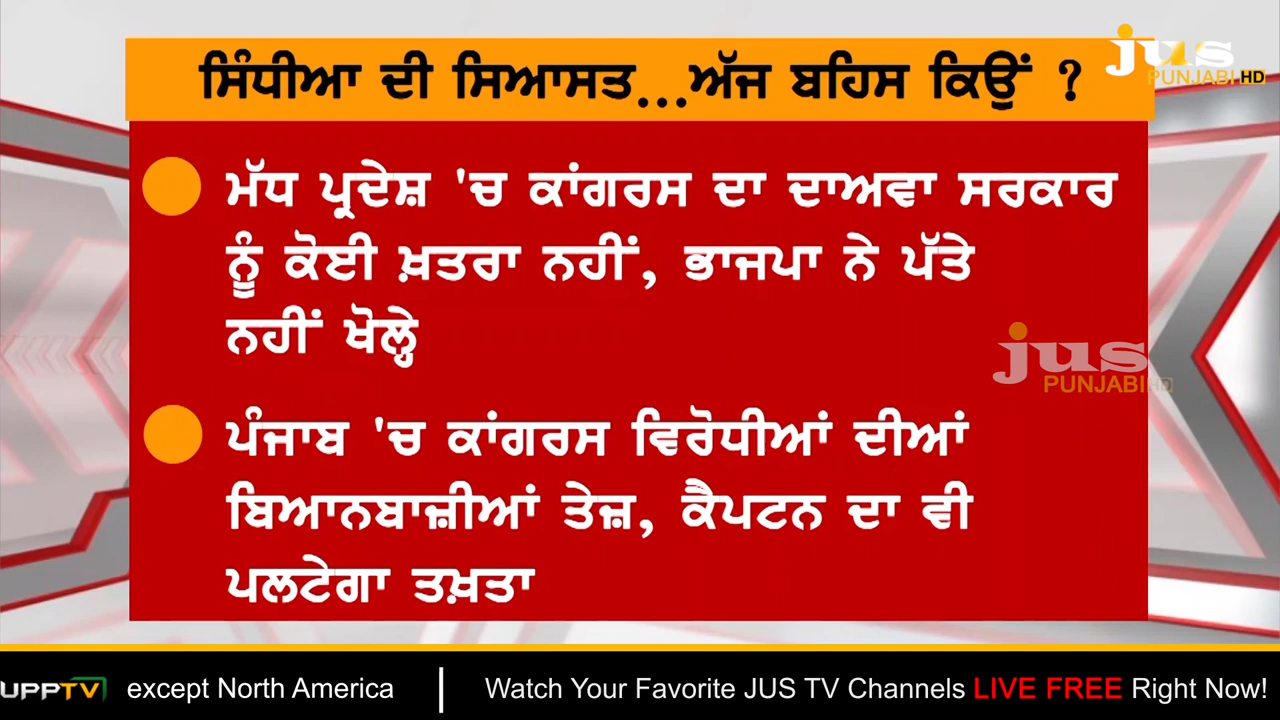 ਸਿੰਧੀਆ ਦੀ ਸਿਆਸਤ...ਅੱਜ ਬਹਿਸ ਕਿਉਂ ?
jus
PUNJABI HD
ਮੱਧ ਪ੍ਰਦੇਸ਼ 'ਚ ਕਾਂਗਰਸ ਦਾ ਦਾਅਵਾ ਸਰਕਾਰ
ਨੂੰ ਕੋਈ ਖ਼ਤਰਾ ਨਹੀਂ, ਭਾਜਪਾ ਨੇ ਪੱਤੇ
ਨਹੀਂ ਖੋਲ੍ਹੇ
jus
PUNJABI HD
ਪੰਜਾਬ 'ਚ ਕਾਂਗਰਸ ਵਿਰੋਧੀਆਂ ਦੀਆਂ
ਬਿਆਨਬਾਜ਼ੀਆਂ ਤੇਜ਼, ਕੈਪਟਨ ਦਾ ਵੀ
ਪਲਟੇਗਾ ਤਖ਼ਤਾ
UPPTV except North America | Watch Your Favorite JUS TV Channels LIVE FREE Right Now!